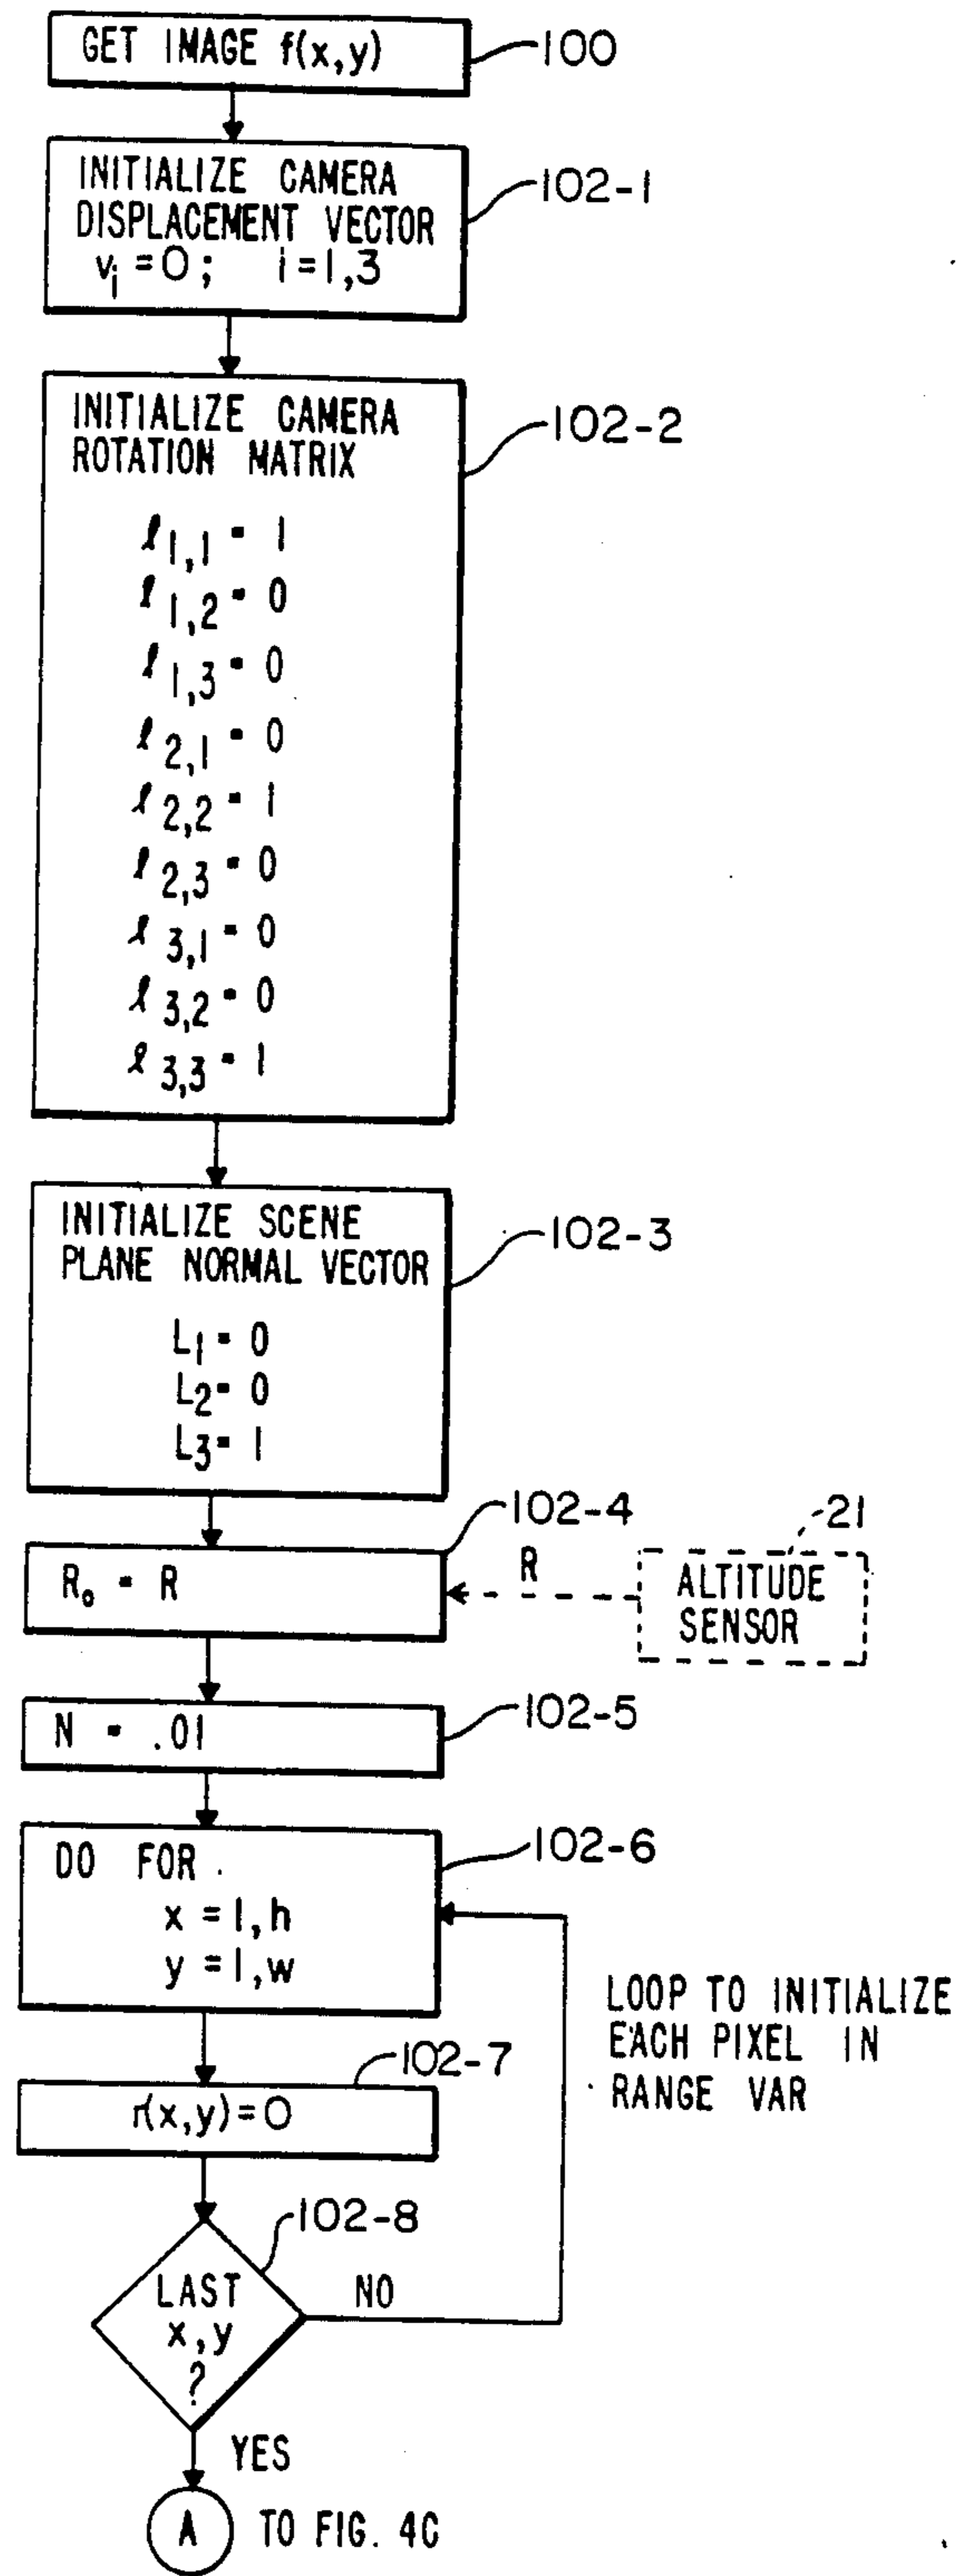 GET IMAGE f(x,y)
100
INITIALIZE CAMERA
DISPLACEMENT VECTOR
v_i = 0; i = 1,3
102-1
INITIALIZE CAMERA
ROTATION MATRIX
102-2
ℓ1,1 = 1
ℓ1,2 = 0
ℓ1,3 = 0
ℓ2,1 = 0
ℓ2,2 = 1
ℓ2,3 = 0
ℓ3,1 = 0
ℓ3,2 = 0
ℓ3,3 = 1
INITIALIZE SCENE
PLANE NORMAL VECTOR
102-3
L1 = 0
L2 = 0
L3 = 1
102-4
R₀ = R
R
21
ALTITUDE
SENSOR
N = .01
102-5
DO FOR
x = 1,h
y = 1,w
102-6
LOOP TO INITIALIZE
EACH PIXEL IN
RANGE VAR
102-7
r(x,y)=0
102-8
LAST
x,y
?
NO
YES
A TO FIG. 4C